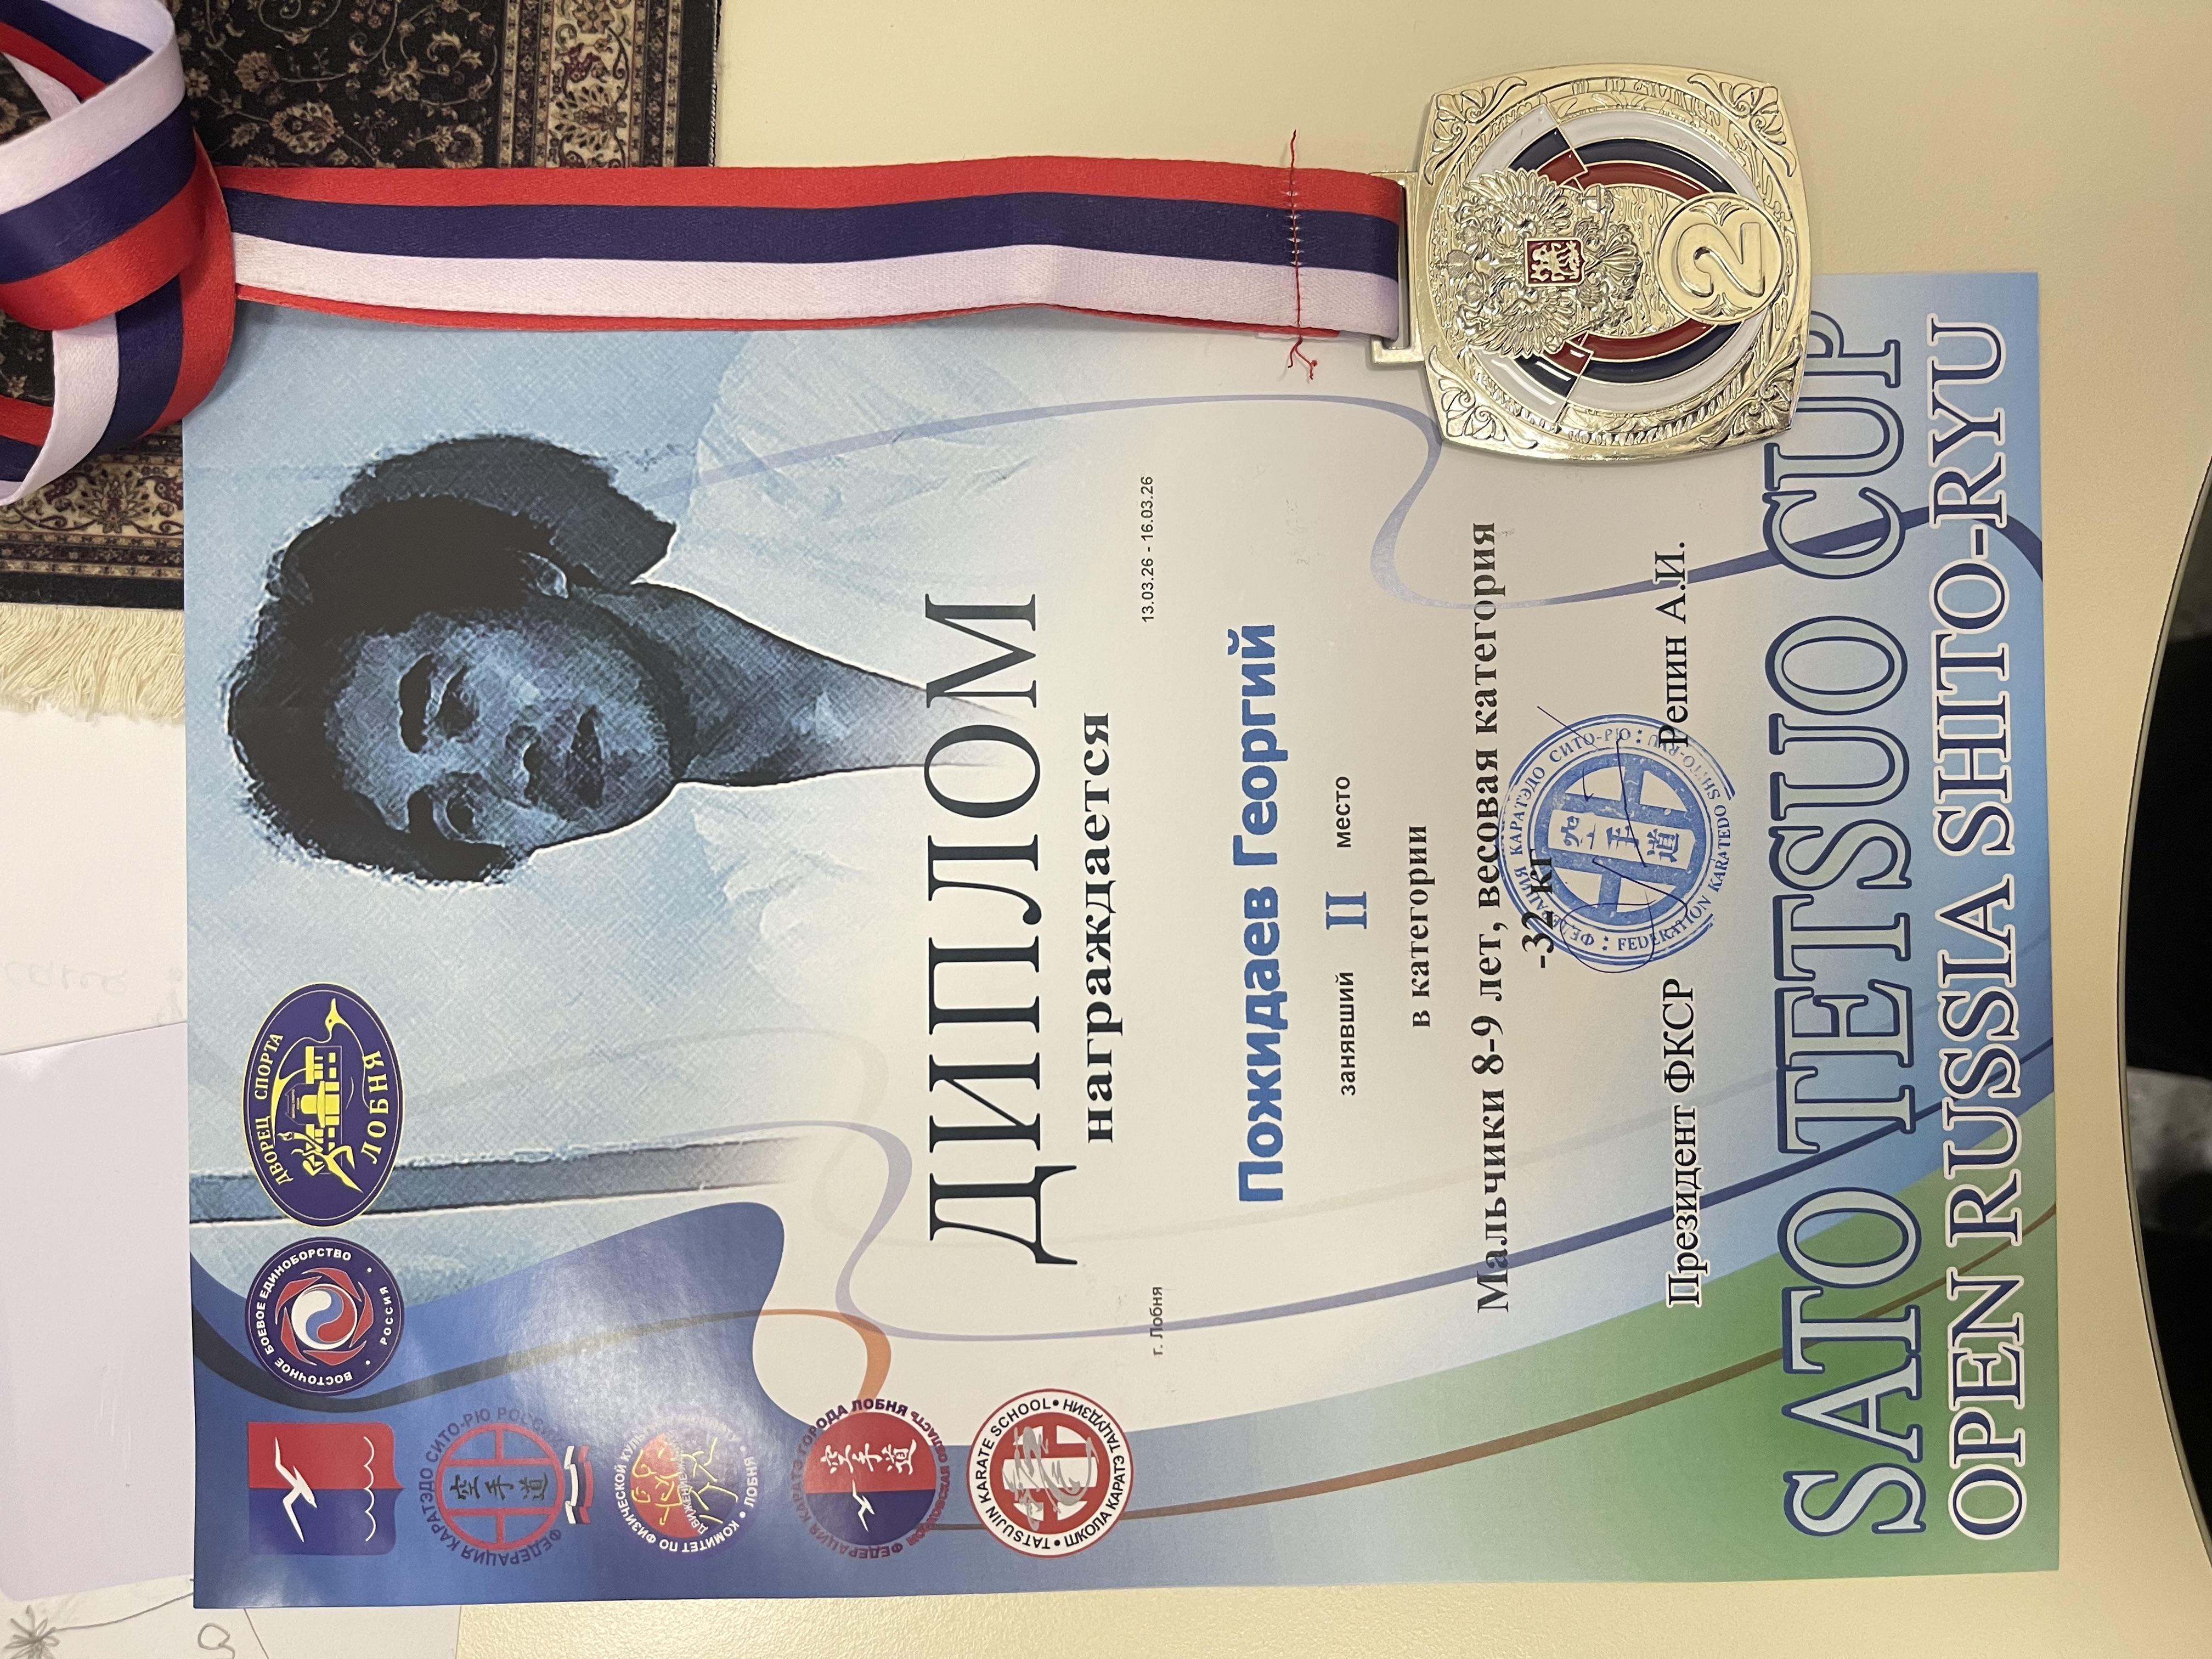 ДВОРЕЦ СПОРТА
ЛОБНЯ
ВОСТОЧНОЕ БОЕВОЕ ЕДИНОБОРСТВО
• РОССИЯ •
ФЕДЕРАЦИЯ КАРАТЭДО СИТО-РЮ РОССИИ
空手道
КОМИТЕТ ПО ФИЗИЧЕСКОЙ
ДВИЖЕНИЕ
• ЛОБНЯ •
ФЕДЕРАЦИЯ КАРАТЭ ГОРОДА ЛОБНЯ
МОСКОВСКАЯ ОБЛАСТЬ
空手道
TATSUJIN KARATE SCHOOL
• ШКОЛА КАРАТЭ ТАЦУДЗИН •
ДИПЛОМ
награждается
г. Лобня 13.03.26 - 16.03.26
Пожидаев Георгий
занявший II место
в категории
Мальчики 8-9 лет, весовая категория
-32 кг
ФЕДЕРАЦИЯ КАРАТЭДО СИТО-РЮ
空手道
FEDERATION KARATEDO SHITO-RYU
Президент ФКСР Репин А.И.
SATO TETSUO CUP
OPEN RUSSIA SHITO-RYU
2